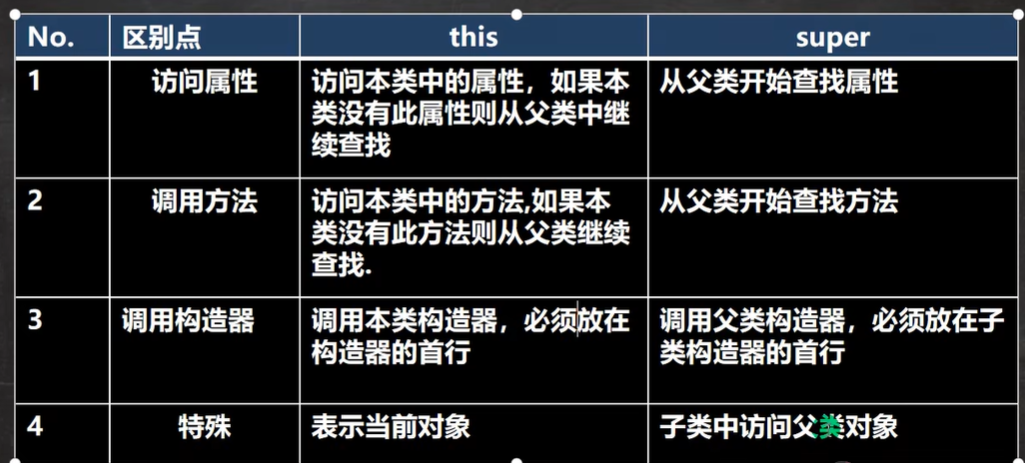 No. 区别点 this super
1 访问属性 访问本类中的属性，如果本 从父类开始查找属性
类没有此属性则从父类中继
续查找
2 调用方法 访问本类中的方法,如果本 从父类开始查找方法
类没有此方法则从父类继续
查找.
3 调用构造器 调用本类构造器，必须放在 调用父类构造器，必须放在子
构造器的首行 类构造器的首行
4 特殊 表示当前对象 子类中访问父类对象